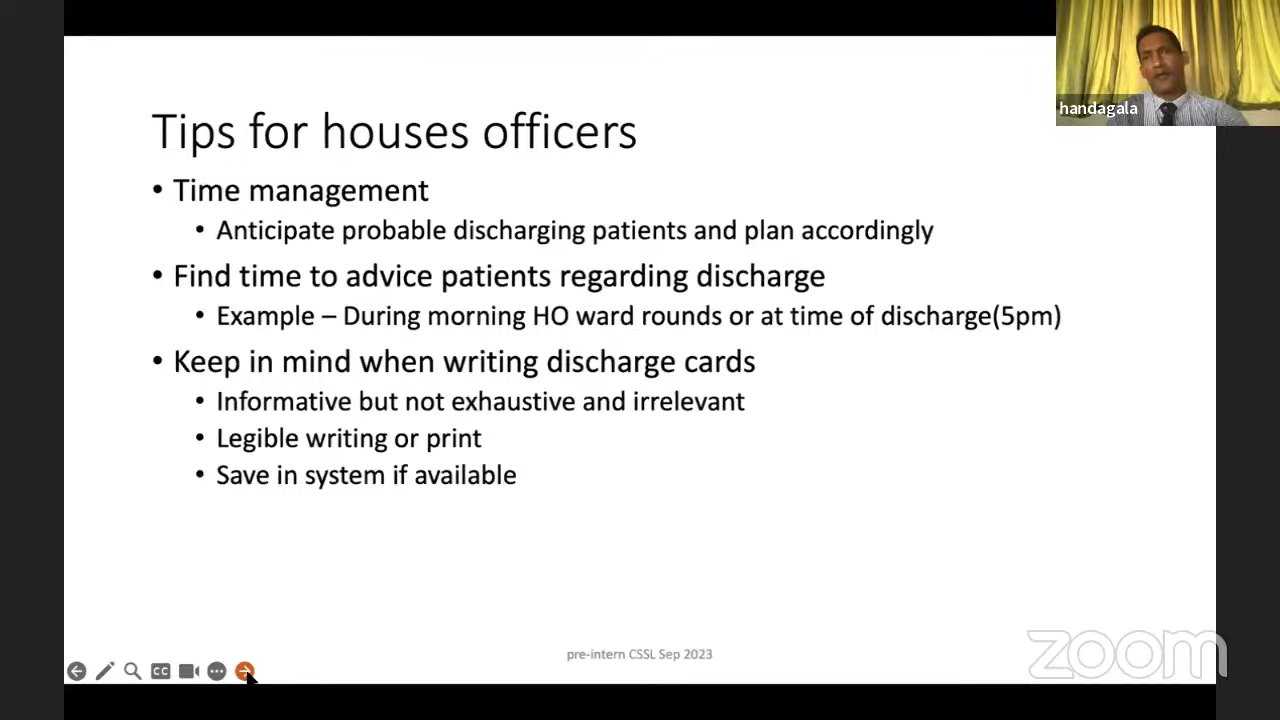 handagala
Tips for houses officers
• Time management
• Anticipate probable discharging patients and plan accordingly
• Find time to advice patients regarding discharge
• Example – During morning HO ward rounds or at time of discharge(5pm)
• Keep in mind when writing discharge cards
• Informative but not exhaustive and irrelevant
• Legible writing or print
• Save in system if available
pre-intern CSSL Sep 2023
zoom
CC